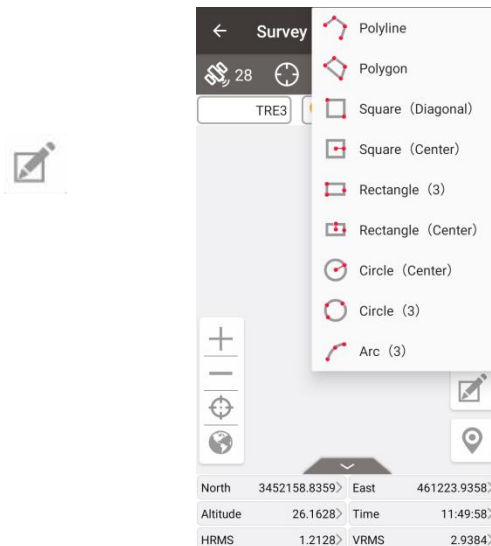 Survey
28
TRE3
Polyline
Polygon
Square (Diagonal)
Square (Center)
Rectangle (3)
Rectangle (Center)
Circle (Center)
Circle (3)
Arc (3)
North 3452158.8359 East 461223.9358
Altitude 26.1628 Time 11:49:58
HRMS 1.2128 VRMS 2.9384